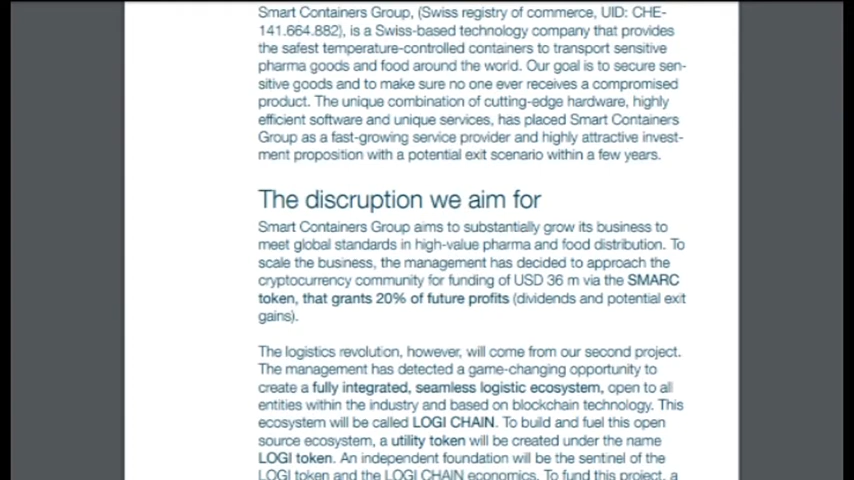 Smart Containers Group, (Swiss registry of commerce, UID: CHE-
141.664.882), is a Swiss-based technology company that provides
the safest temperature-controlled containers to transport sensitive
pharma goods and food around the world. Our goal is to secure sen-
sitive goods and to make sure no one ever receives a compromised
product. The unique combination of cutting-edge hardware, highly
efficient software and unique services, has placed Smart Containers
Group as a fast-growing service provider and highly attractive invest-
ment proposition with a potential exit scenario within a few years.
The discruption we aim for
Smart Containers Group aims to substantially grow its business to
meet global standards in high-value pharma and food distribution. To
scale the business, the management has decided to approach the
cryptocurrency community for funding of USD 36 m via the SMARC
token, that grants 20% of future profits (dividends and potential exit
gains).
The logistics revolution, however, will come from our second project.
The management has detected a game-changing opportunity to
create a fully integrated, seamless logistic ecosystem, open to all
entities within the industry and based on blockchain technology. This
ecosystem will be called LOGI CHAIN. To build and fuel this open
source ecosystem, a utility token will be created under the name
LOGI token. An independent foundation will be the sentinel of the
LOGI token and the LOGI CHAIN economics. To fund this project, a